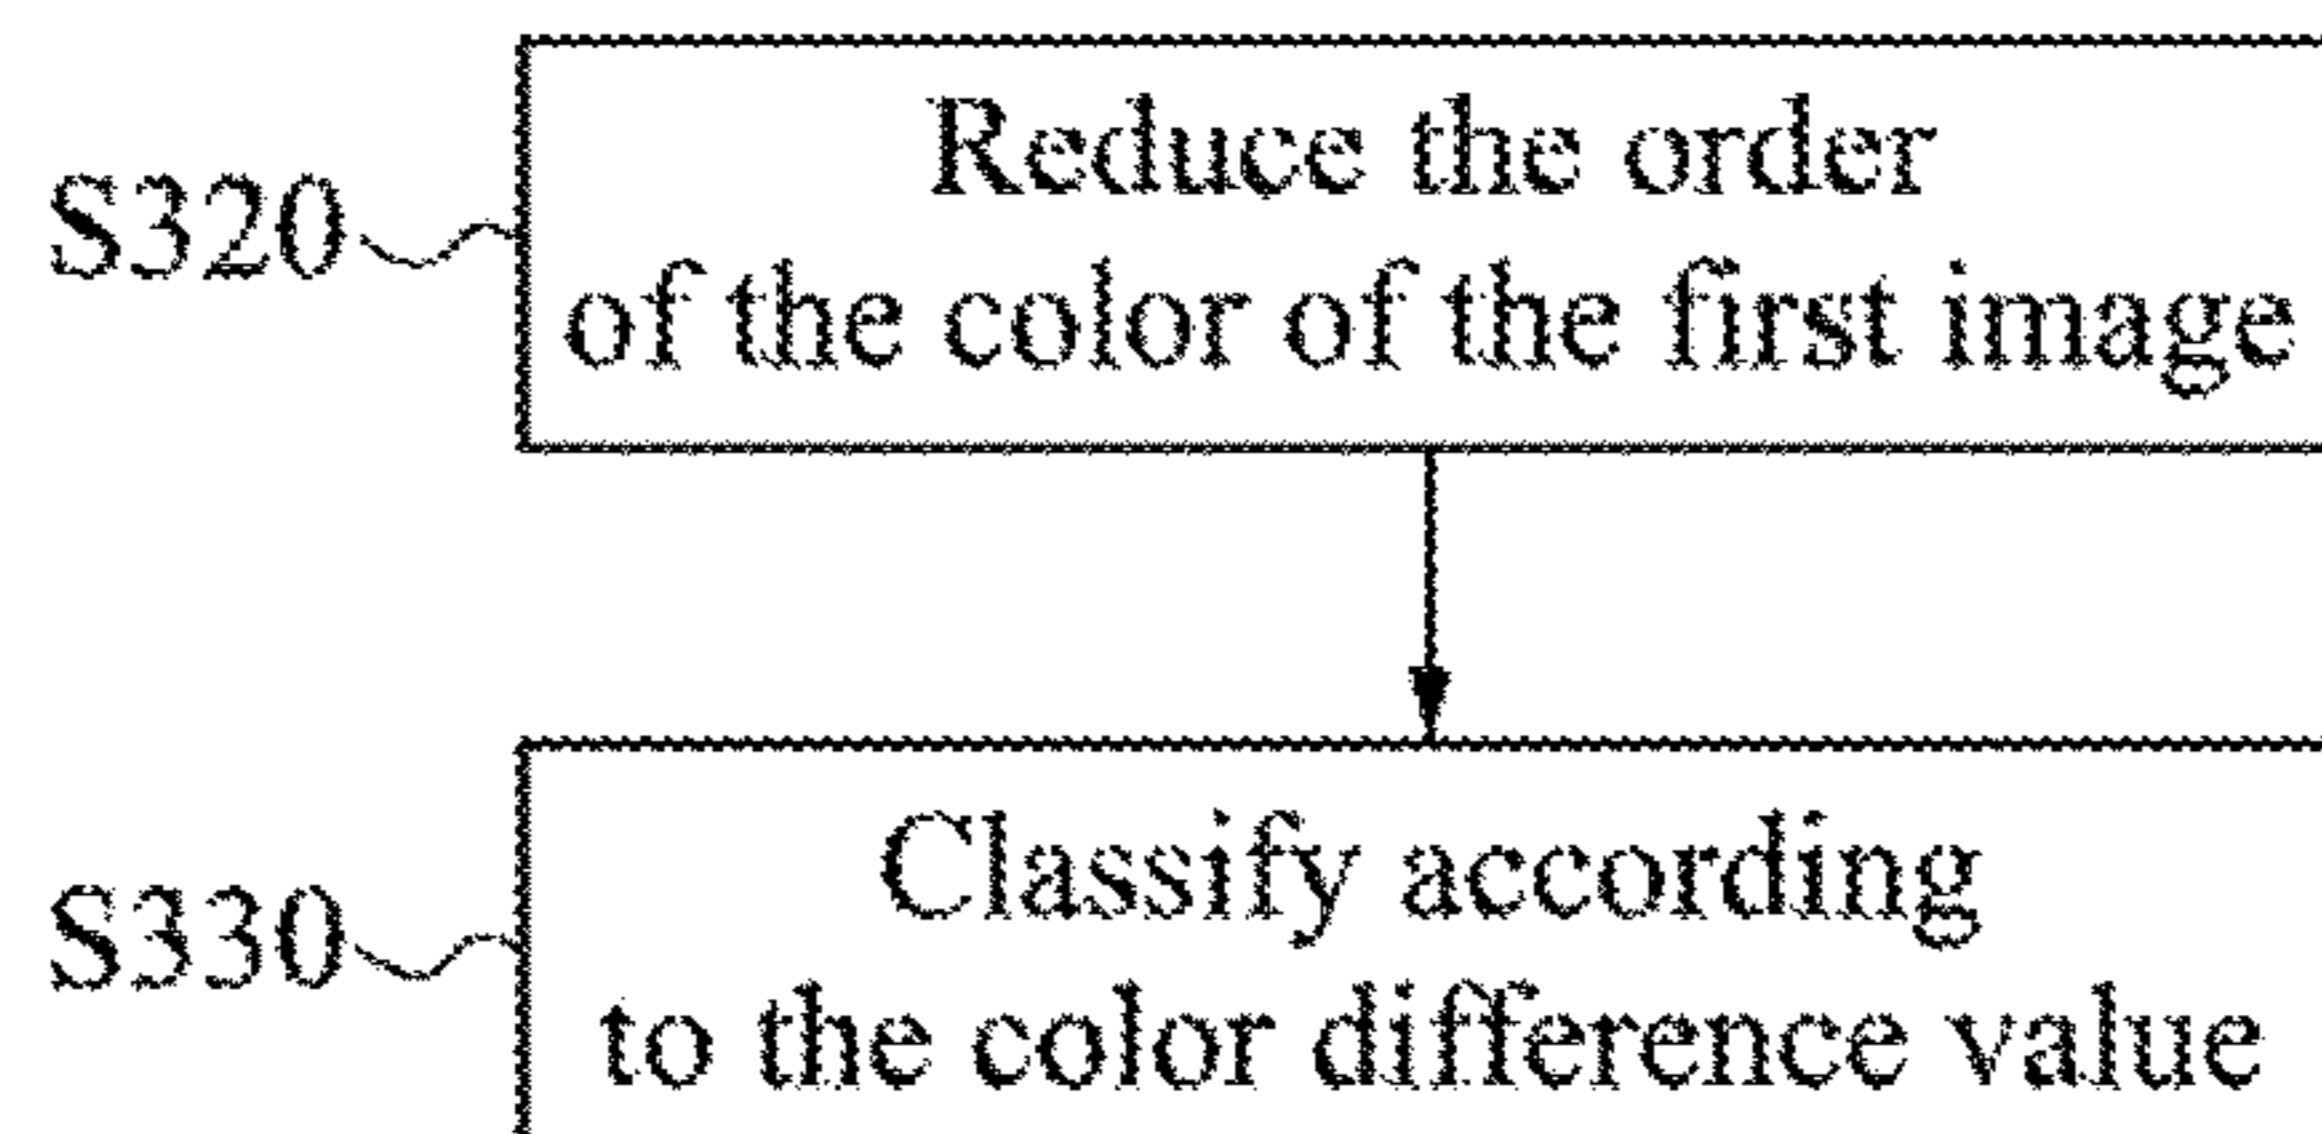 S320
Reduce the order
of the color of the first image
S330
Classify according
to the color difference value